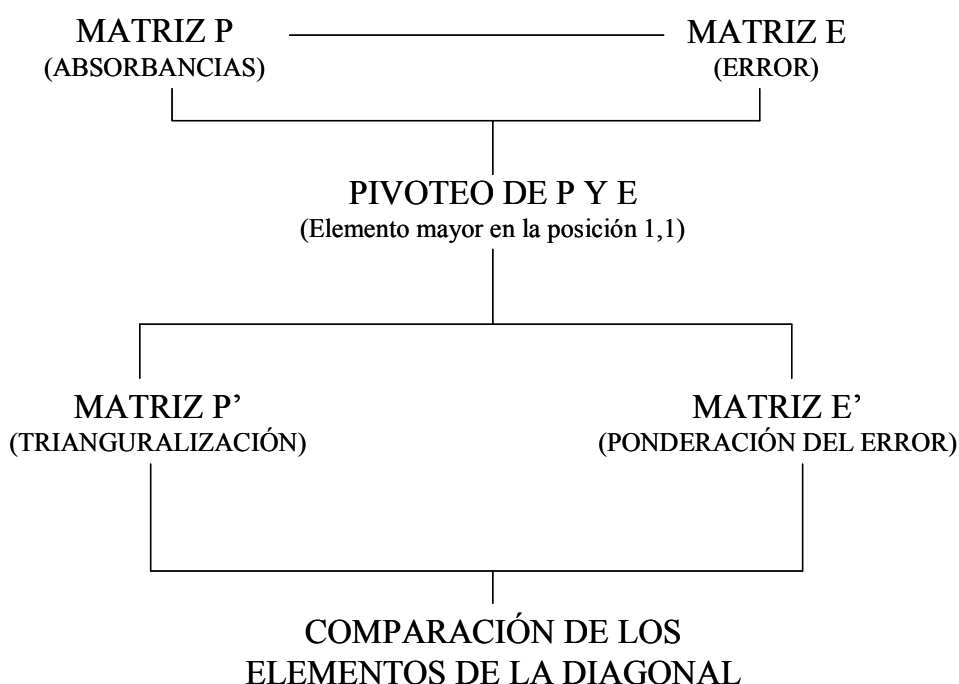 MATRIZ P
(ABSORBANCIAS)
MATRIZ E
(ERROR)
PIVOTEO DE P Y E
(Elemento mayor en la posición 1,1)
MATRIZ P’
(TRIANGURALIZACIÓN)
MATRIZ E’
(PONDERACIÓN DEL ERROR)
COMPARACIÓN DE LOS
ELEMENTOS DE LA DIAGONAL